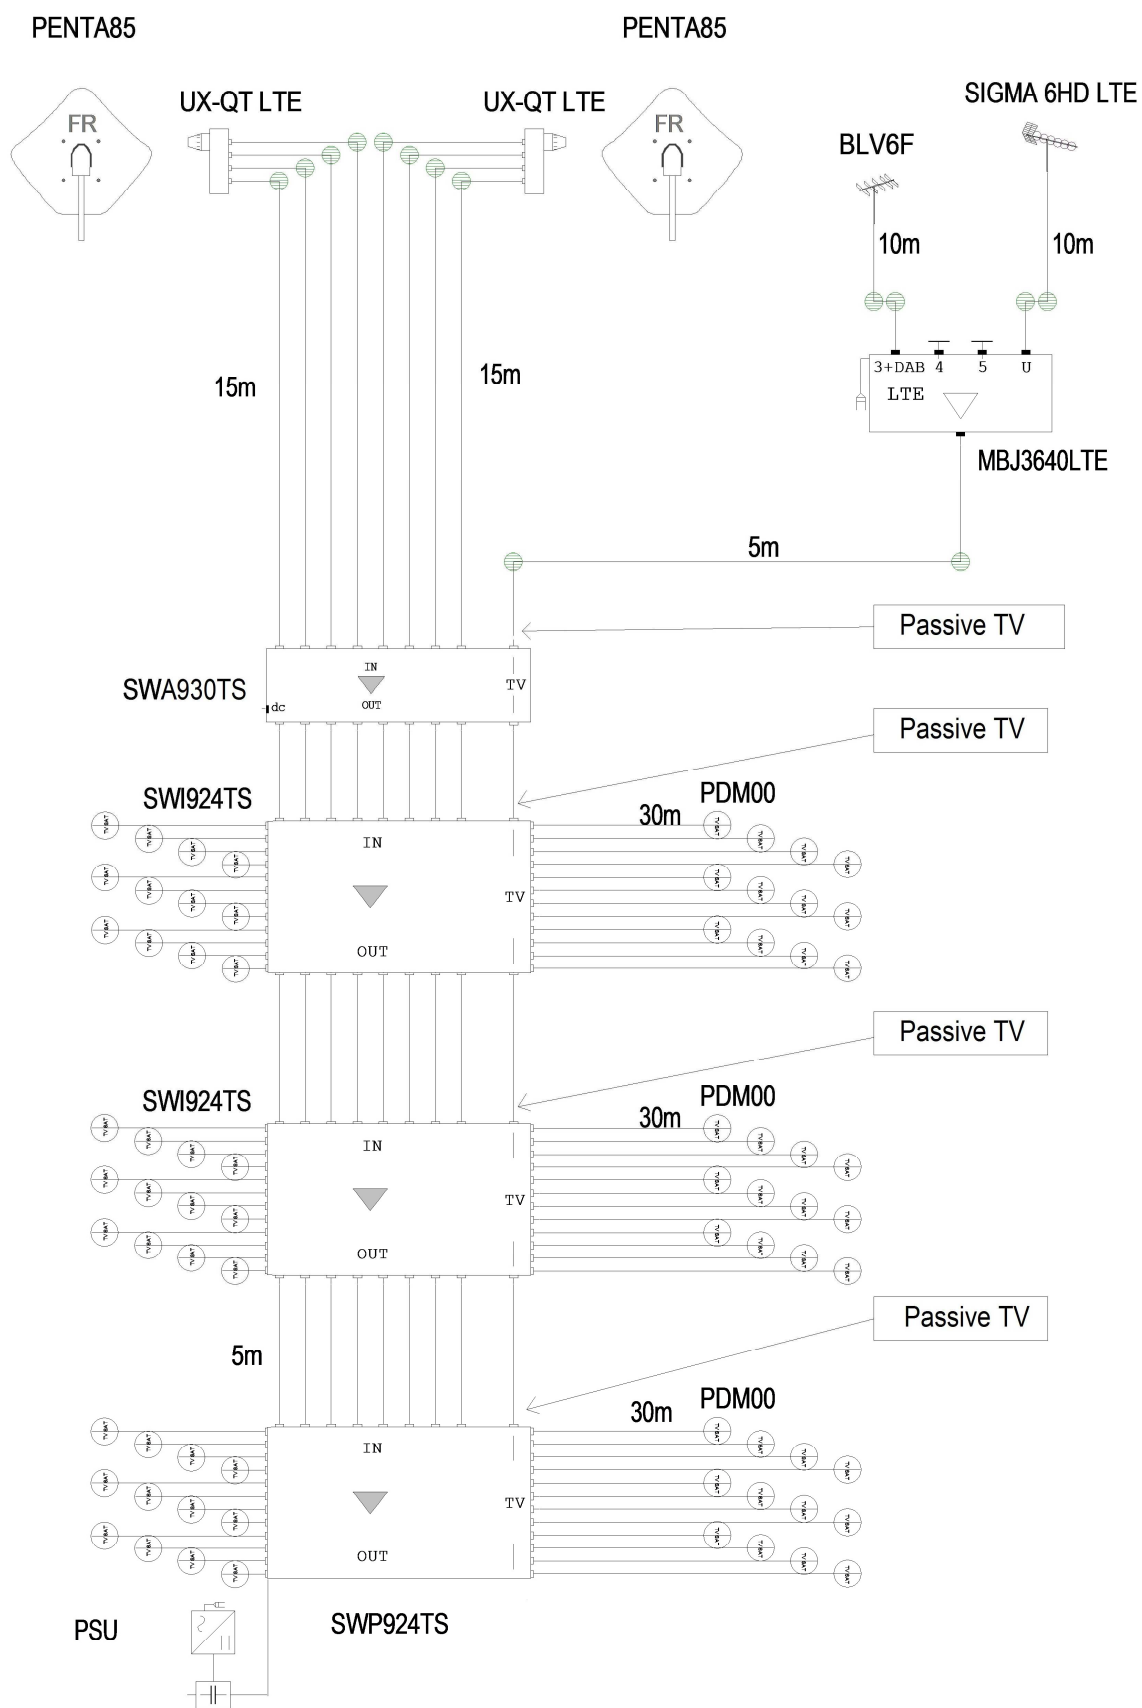 PENTA85
PENTA85
UX-QT LTE
UX-QT LTE
SIGMA 6HD LTE
FR
FR
BLV6F
10m
10m
15m
15m
3+DAB 4 5 U
LTE
MBJ3640LTE
5m
Passive TV
IN
SWA930TS
TV
dc
OUT
Passive TV
SWI924TS
PDM00
30m
IN
TV
OUT
Passive TV
SWI924TS
PDM00
30m
IN
TV
OUT
Passive TV
5m
PDM00
30m
IN
TV
OUT
PSU
SWP924TS